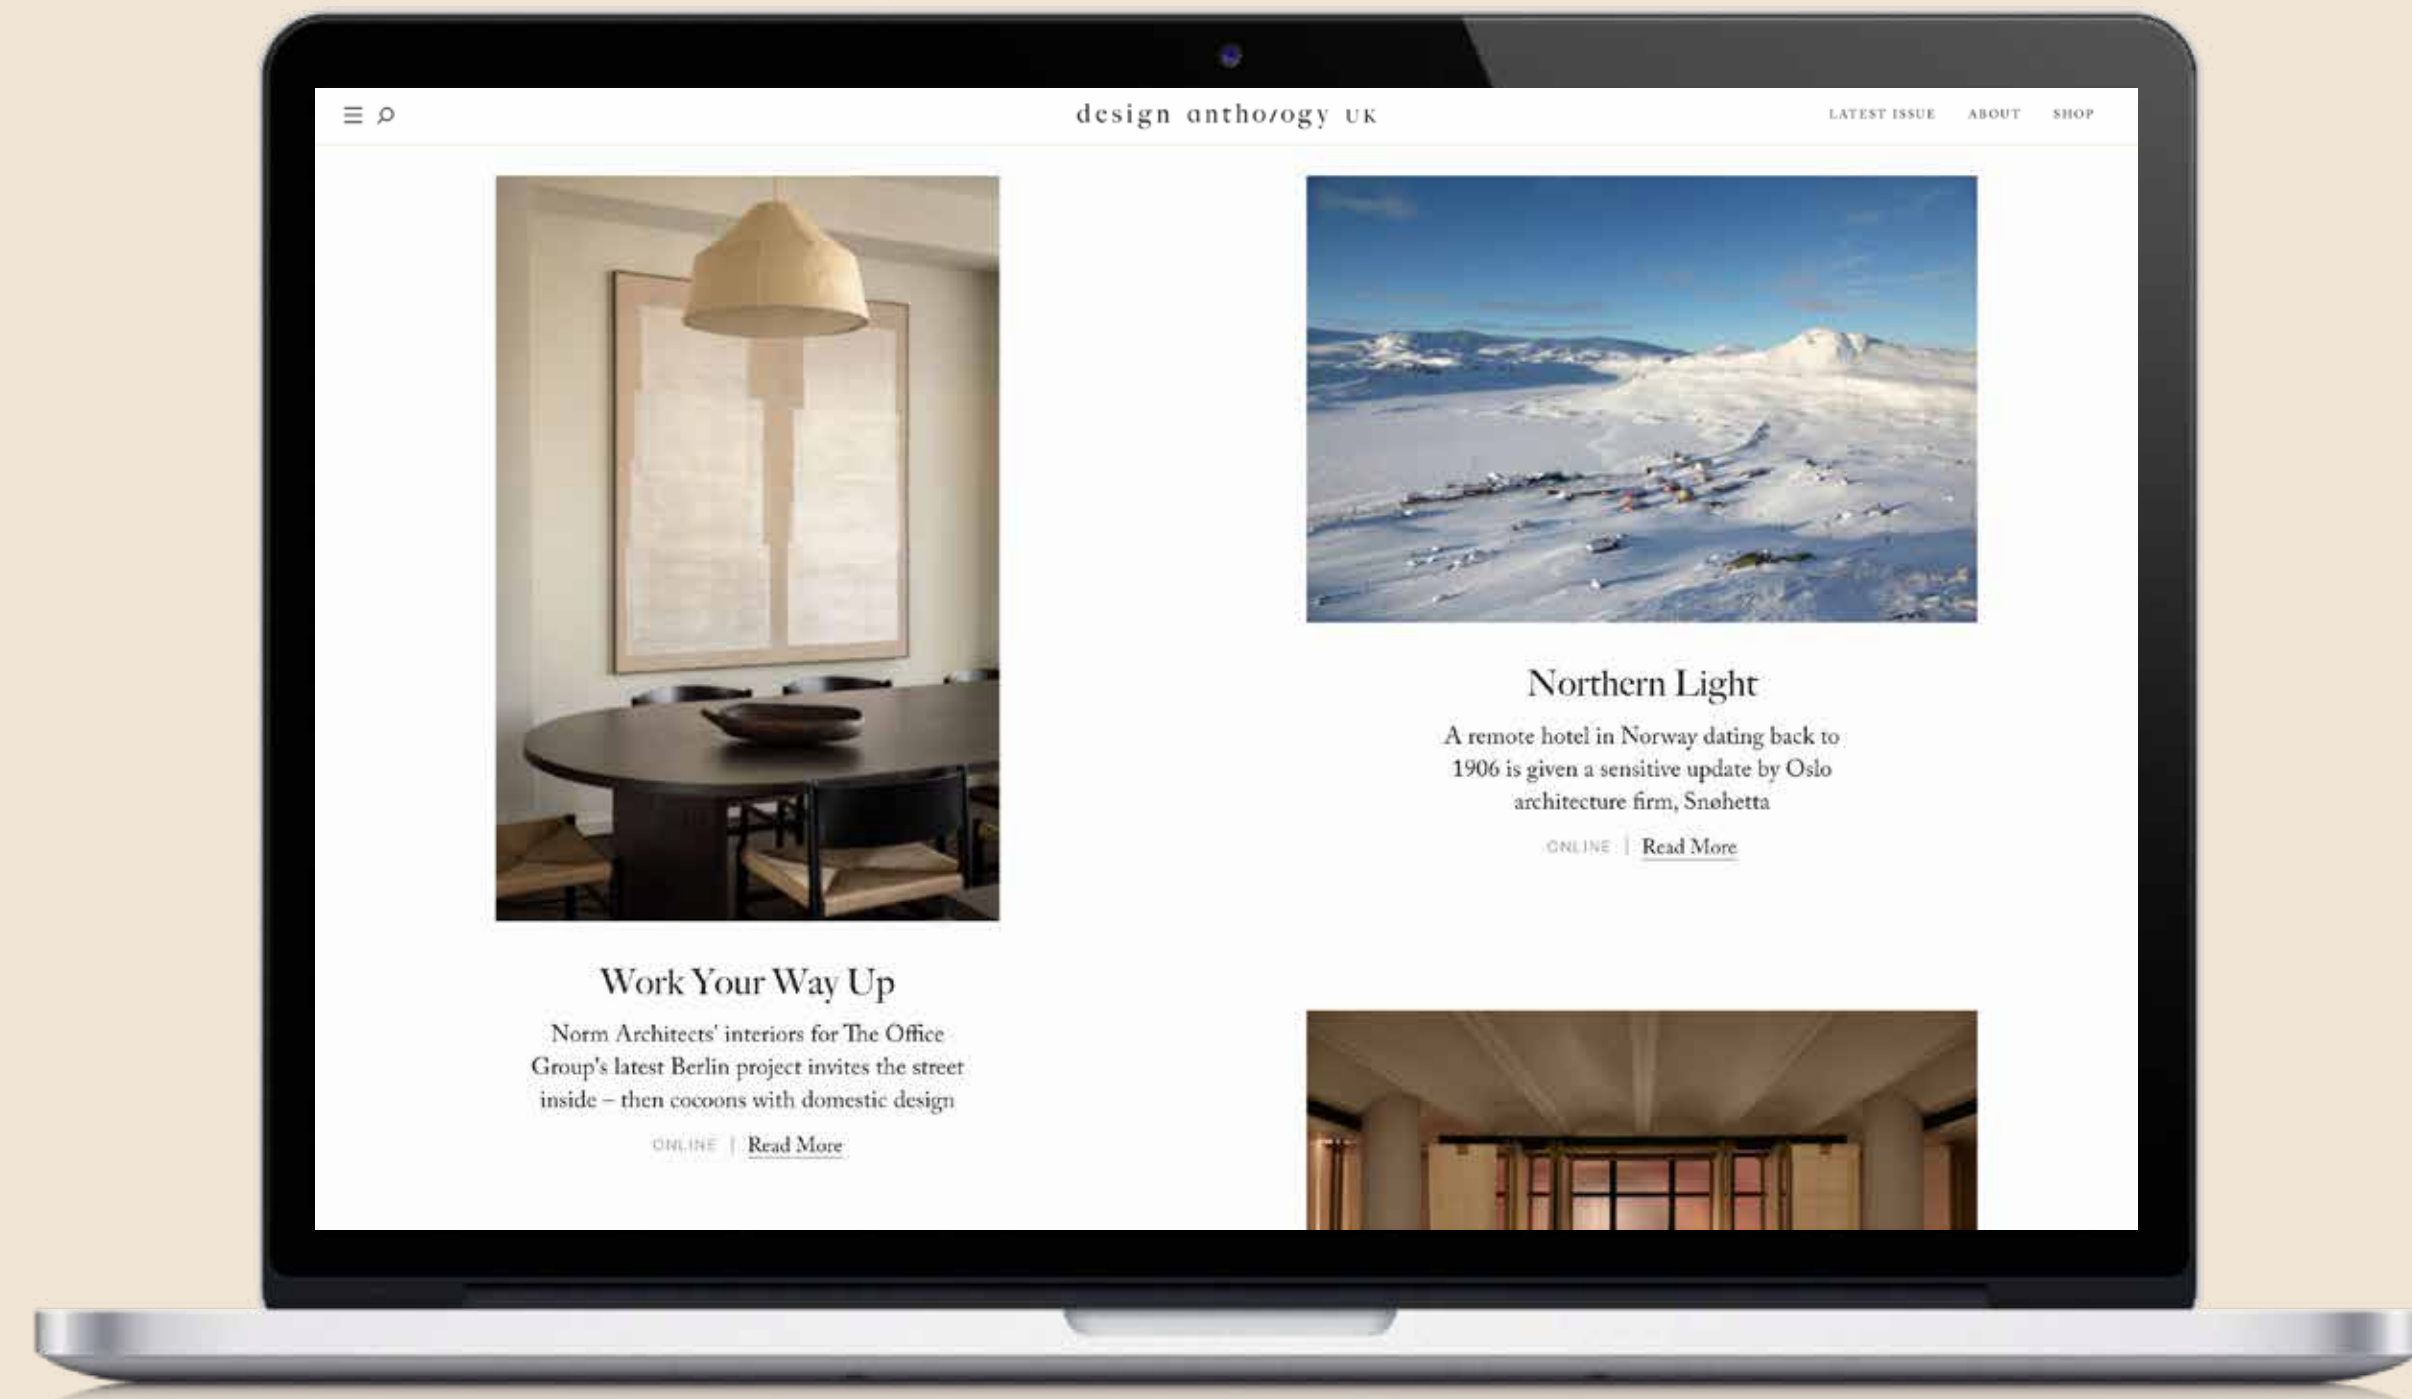 design anthology UK
LATEST ISSUE ABOUT SHOP
Work Your Way Up
Norm Architects' interiors for The Office
Group's latest Berlin project invites the street
inside – then cocoons with domestic design
ONLINE | Read More
Northern Light
A remote hotel in Norway dating back to
1906 is given a sensitive update by Oslo
architecture firm, Snøhetta
ONLINE | Read More